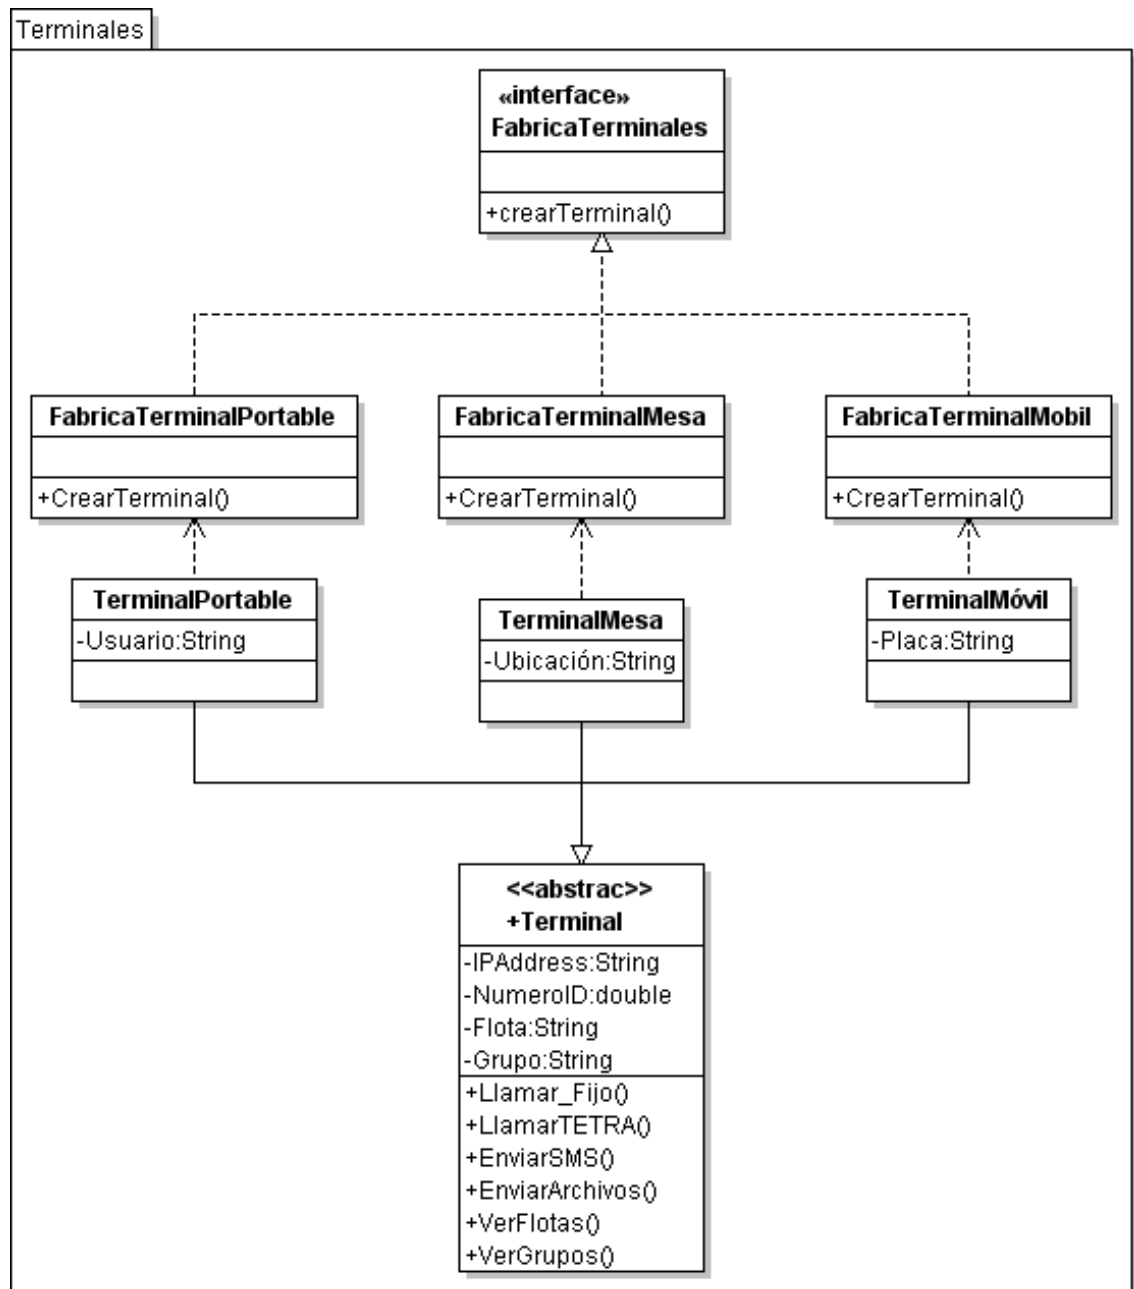 Terminales
«interface»
FabricaTerminales
+crearTerminal()
FabricaTerminalPortable
+CrearTerminal()
FabricaTerminalMesa
+CrearTerminal()
FabricaTerminalMobil
+CrearTerminal()
TerminalPortable
-Usuario:String
TerminalMesa
-Ubicación:String
TerminalMóvil
-Placa:String
<<abstrac>>
+Terminal
-IPAddress:String
-NumeroID:double
-Flota:String
-Grupo:String
+Llamar_Fijo()
+LlamarTETRA()
+EnviarSMS()
+EnviarArchivos()
+VerFlotas()
+VerGrupos()